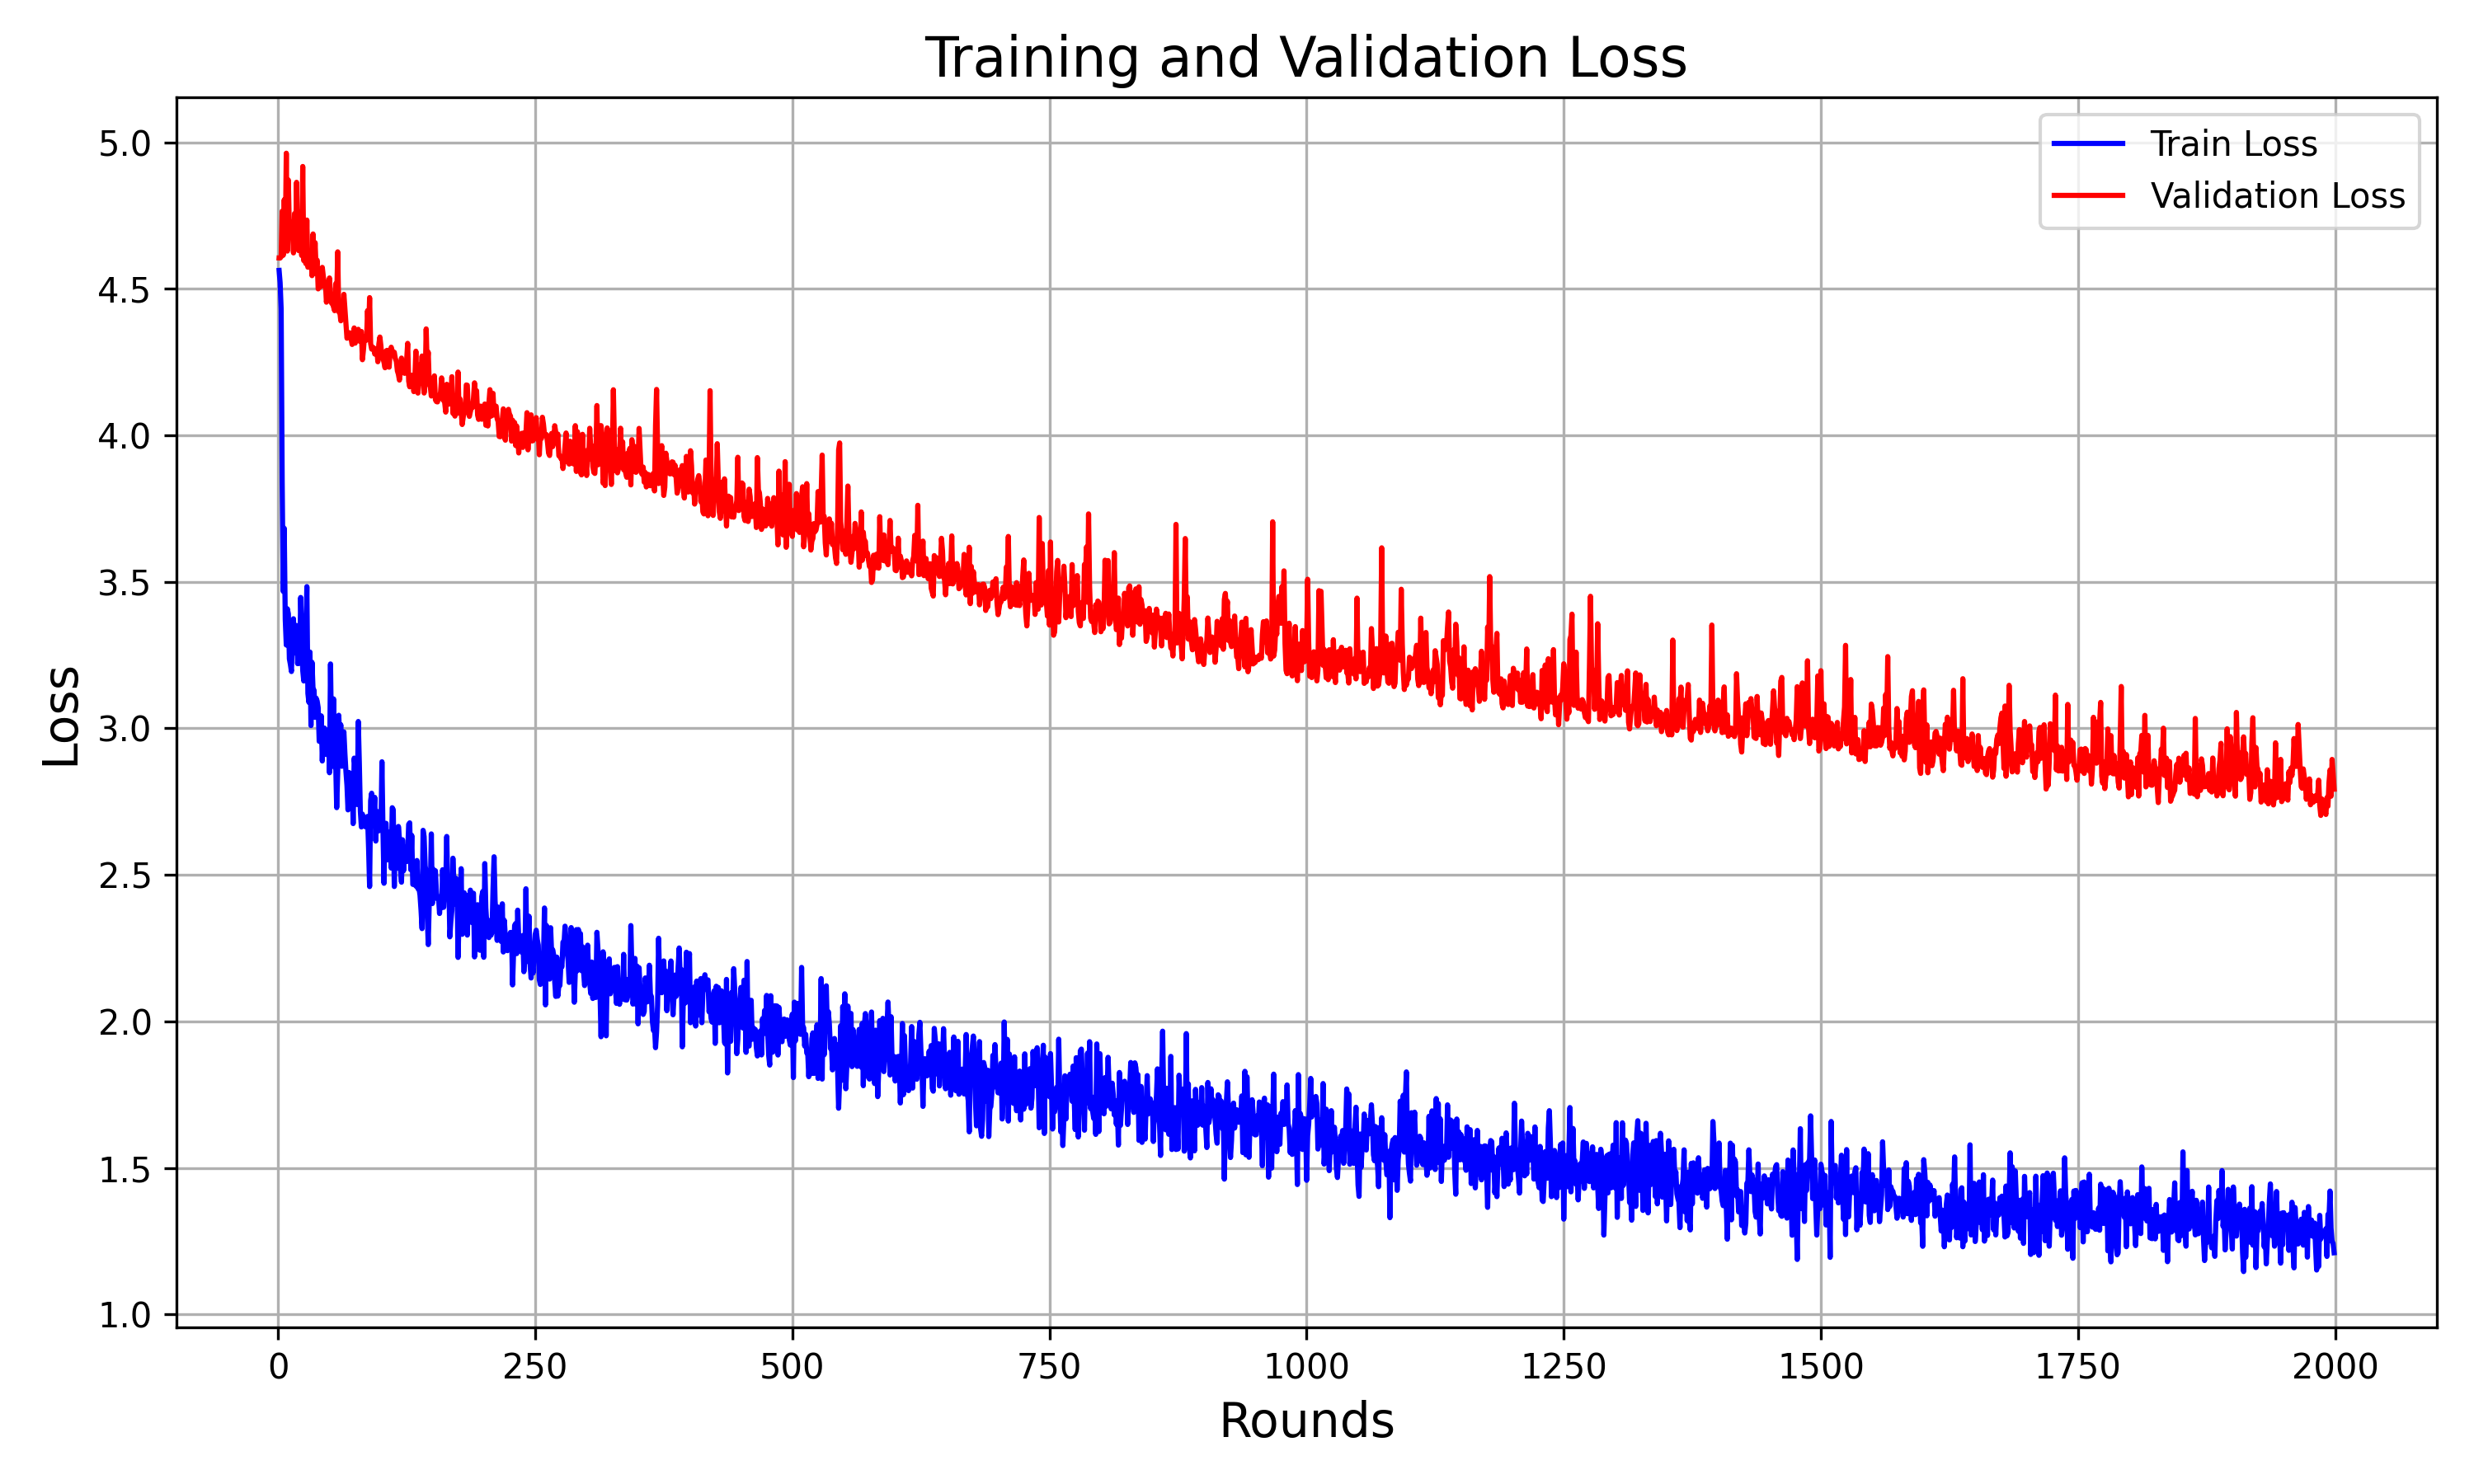 Training and Validation Loss
Train Loss
Validation Loss
5.0
4.5
4.0
3.5
3.0
2.5
2.0
1.5
1.0
Loss
0 250 500 750 1000 1250 1500 1750 2000
Rounds